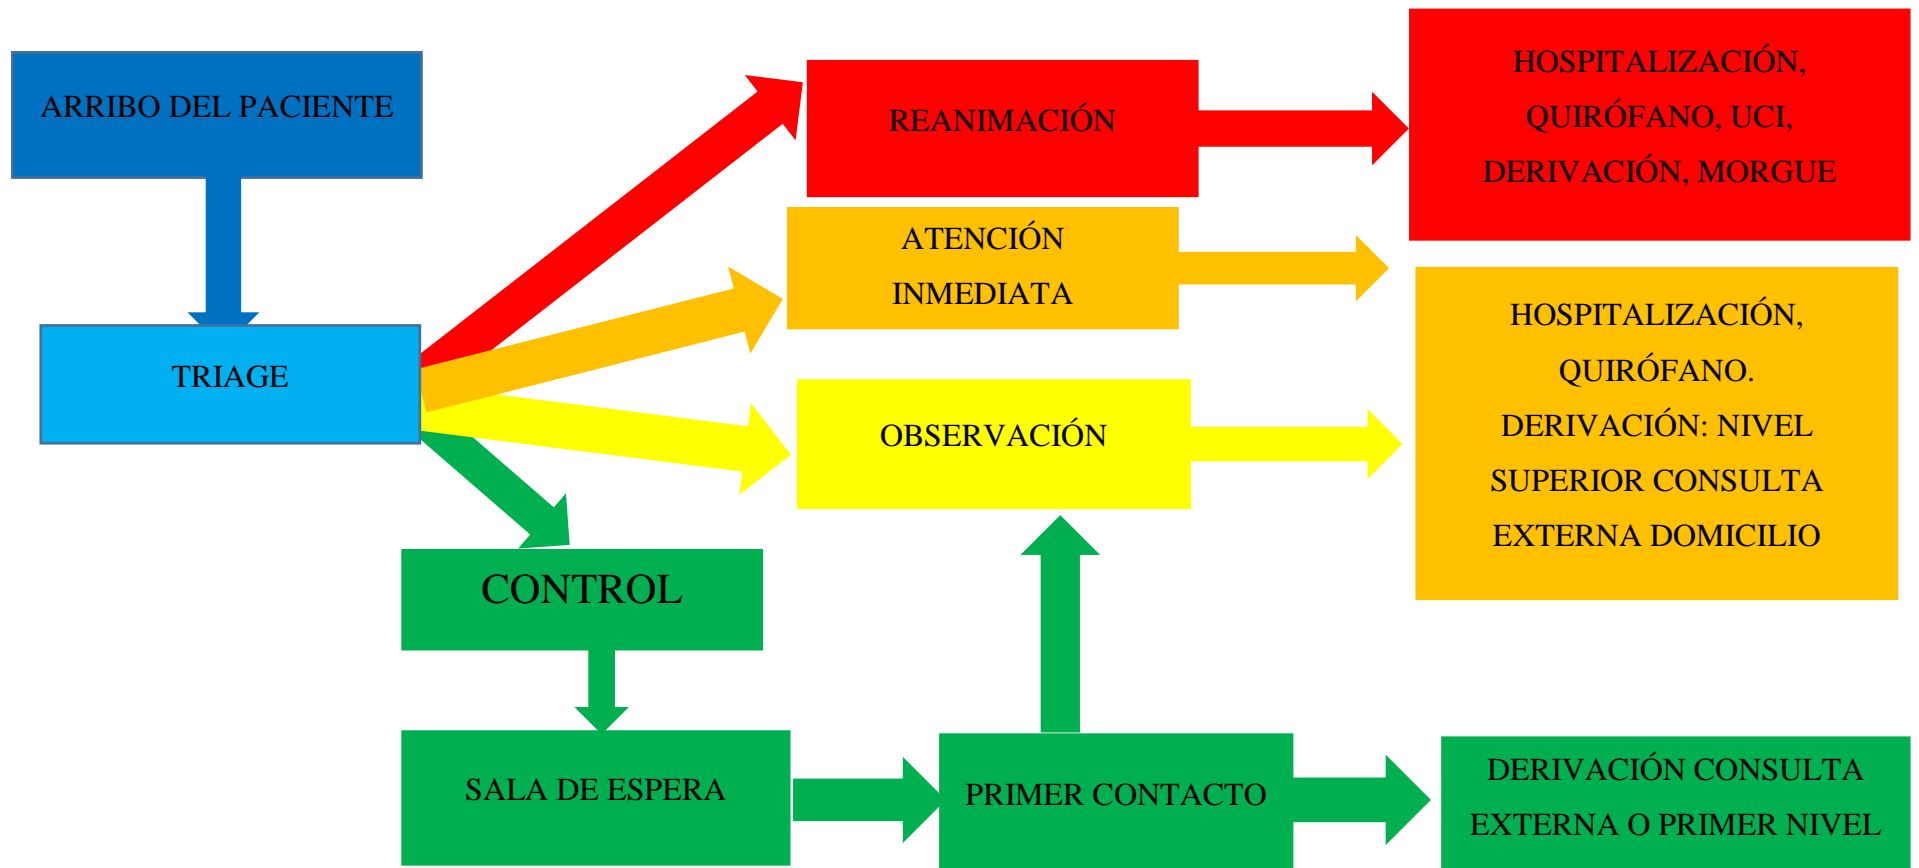 ARRIBO DEL PACIENTE
TRIAGE
REANIMACIÓN
HOSPITALIZACIÓN,
QUIRÓFANO, UCI,
DERIVACIÓN, MORGUE
ATENCIÓN
INMEDIATA
OBSERVACIÓN
HOSPITALIZACIÓN,
QUIRÓFANO.
DERIVACIÓN: NIVEL
SUPERIOR CONSULTA
EXTERNA DOMICILIO
CONTROL
SALA DE ESPERA
PRIMER CONTACTO
DERIVACIÓN CONSULTA
EXTERNA O PRIMER NIVEL